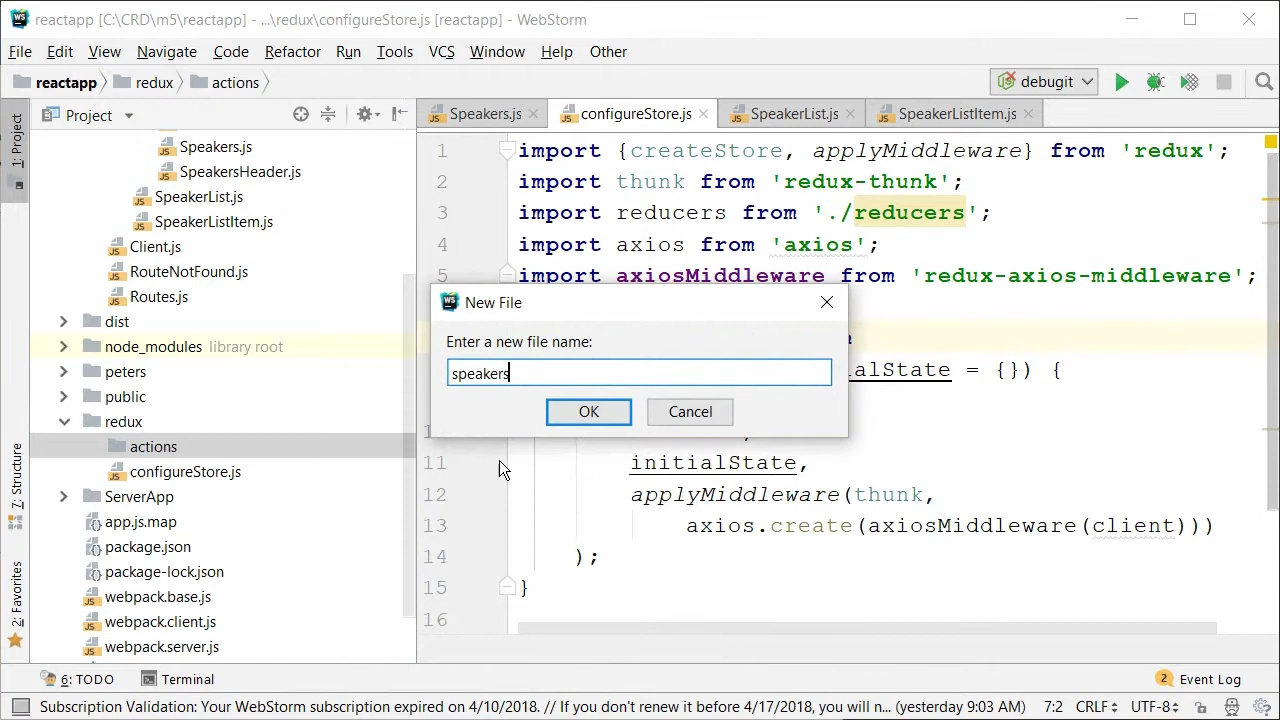 reactapp [C:\CRD\m5\reactapp] - ...\redux\configureStore.js [reactapp] - WebStorm
File Edit View Navigate Code Refactor Run Tools VCS Window Help Other
reactapp redux actions debugit
1: Project
7: Structure
2: Favorites
Project
Speakers.js
SpeakersHeader.js
SpeakerList.js
SpeakerListItem.js
Client.js
RouteNotFound.js
Routes.js
dist
node_modules library root
peters
public
redux
actions
configureStore.js
ServerApp
app.js.map
package.json
package-lock.json
webpack.base.js
webpack.client.js
webpack.server.js
Speakers.js configureStore.js SpeakerList.js SpeakerListItem.js
1 import {createStore, applyMiddleware} from 'redux';
2 import thunk from 'redux-thunk';
3 import reducers from './reducers';
4 import axios from 'axios';
5 import axiosMiddleware from 'redux-axios-middleware';
ialState = {}) {
11 initialState,
12 applyMiddleware(thunk,
13 axios.create(axiosMiddleware(client)))
14 );
15 }
16
New File
Enter a new file name:
speakers
OK Cancel
6: TODO Terminal 2 Event Log
Subscription Validation: Your WebStorm subscription expired on 4/10/2018. // If you don't renew it before 4/17/2018, you will n... (yesterday 9:03 AM) 7:2 CRLF UTF-8